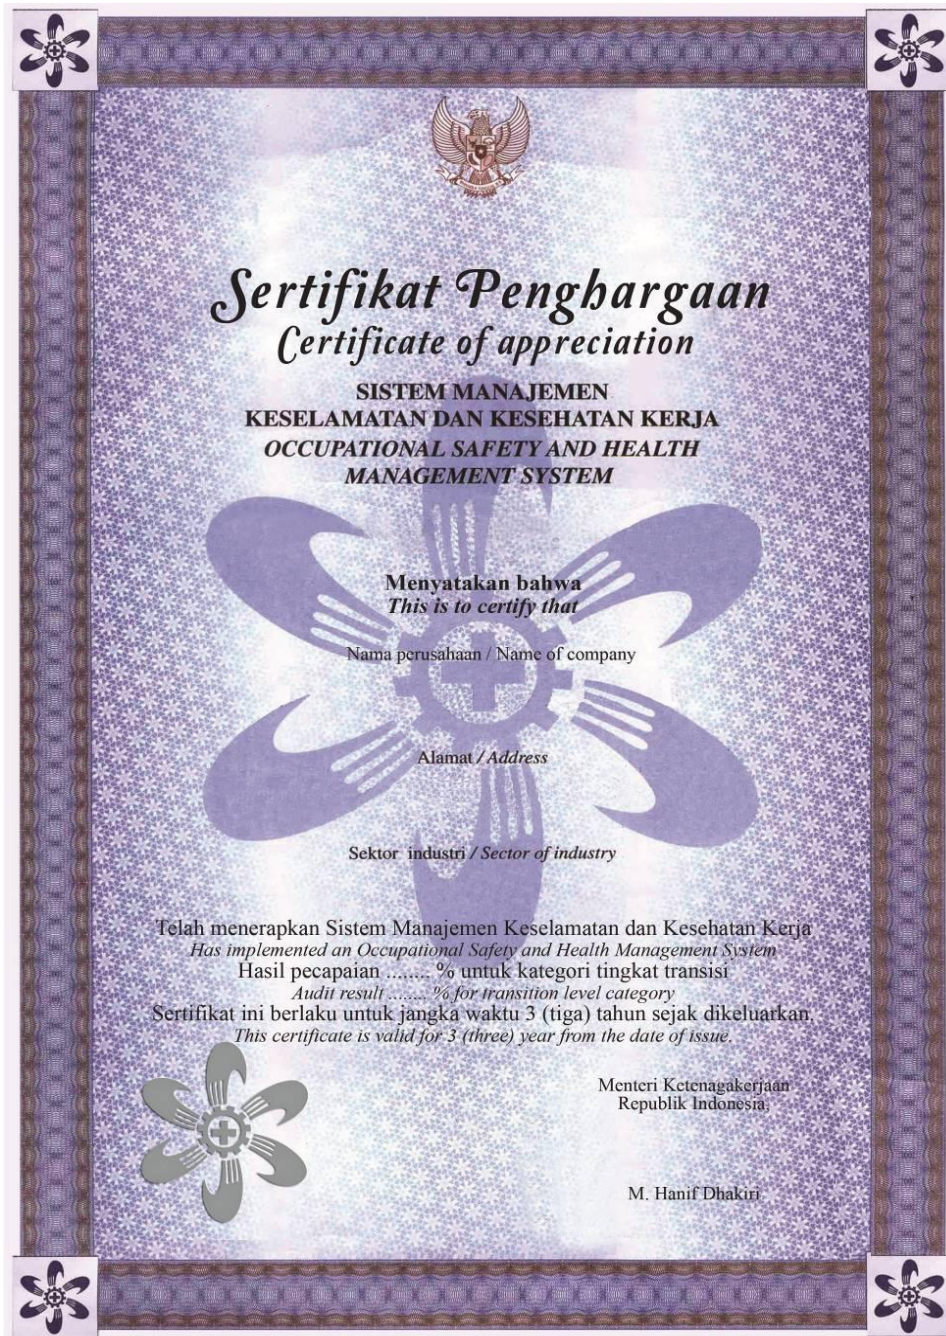 Sertifikat Penghargaan
Certificate of appreciation
SISTEM MANAJEMEN
KESELAMATAN DAN KESEHATAN KERJA
OCCUPATIONAL SAFETY AND HEALTH
MANAGEMENT SYSTEM
Menyatakan bahwa
This is to certify that
Nama perusahaan / Name of company
Alamat / Address
Sektor industri / Sector of industry
Telah menerapkan Sistem Manajemen Keselamatan dan Kesehatan Kerja
Has implemented an Occupational Safety and Health Management System
Hasil pecapaian ........ % untuk kategori tingkat transisi
Audit result ........ % for transition level category
Sertifikat ini berlaku untuk jangka waktu 3 (tiga) tahun sejak dikeluarkan.
This certificate is valid for 3 (three) year from the date of issue.
Menteri Ketenagakerjaan
Republik Indonesia,
M. Hanif Dhakiri